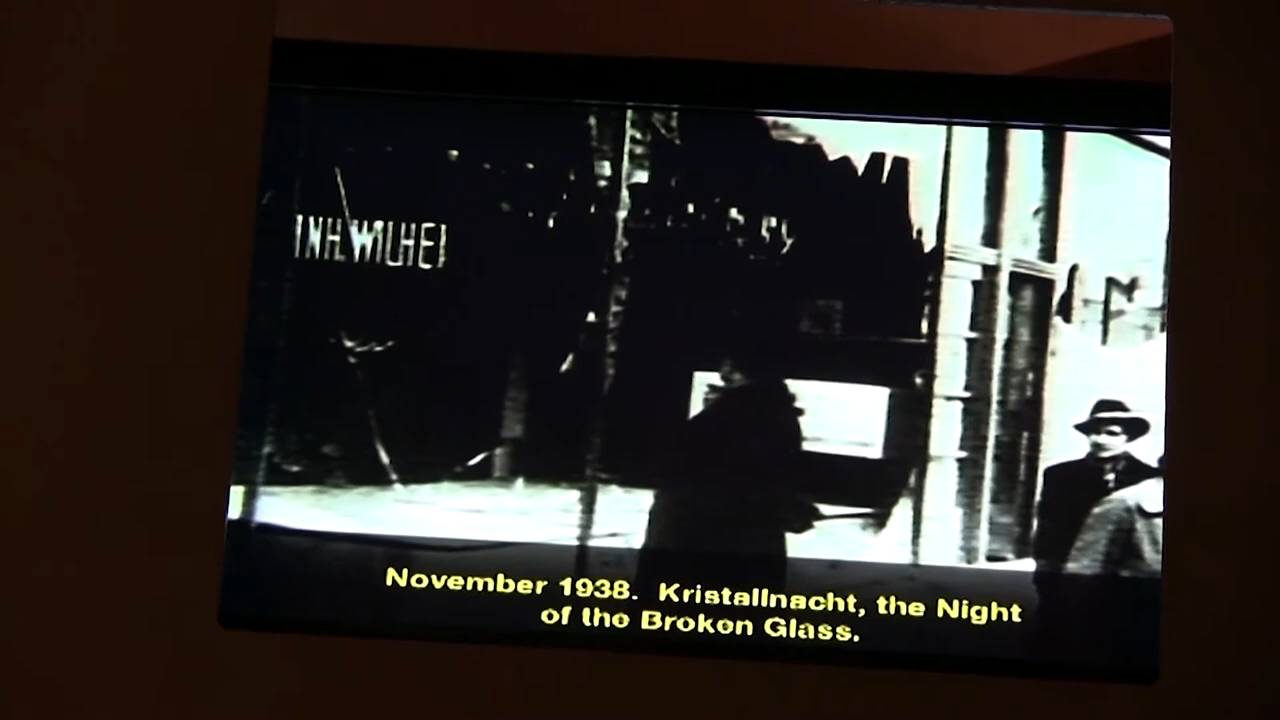 INH. WILHEL
November 1938. Kristallnacht, the Night
of the Broken Glass.